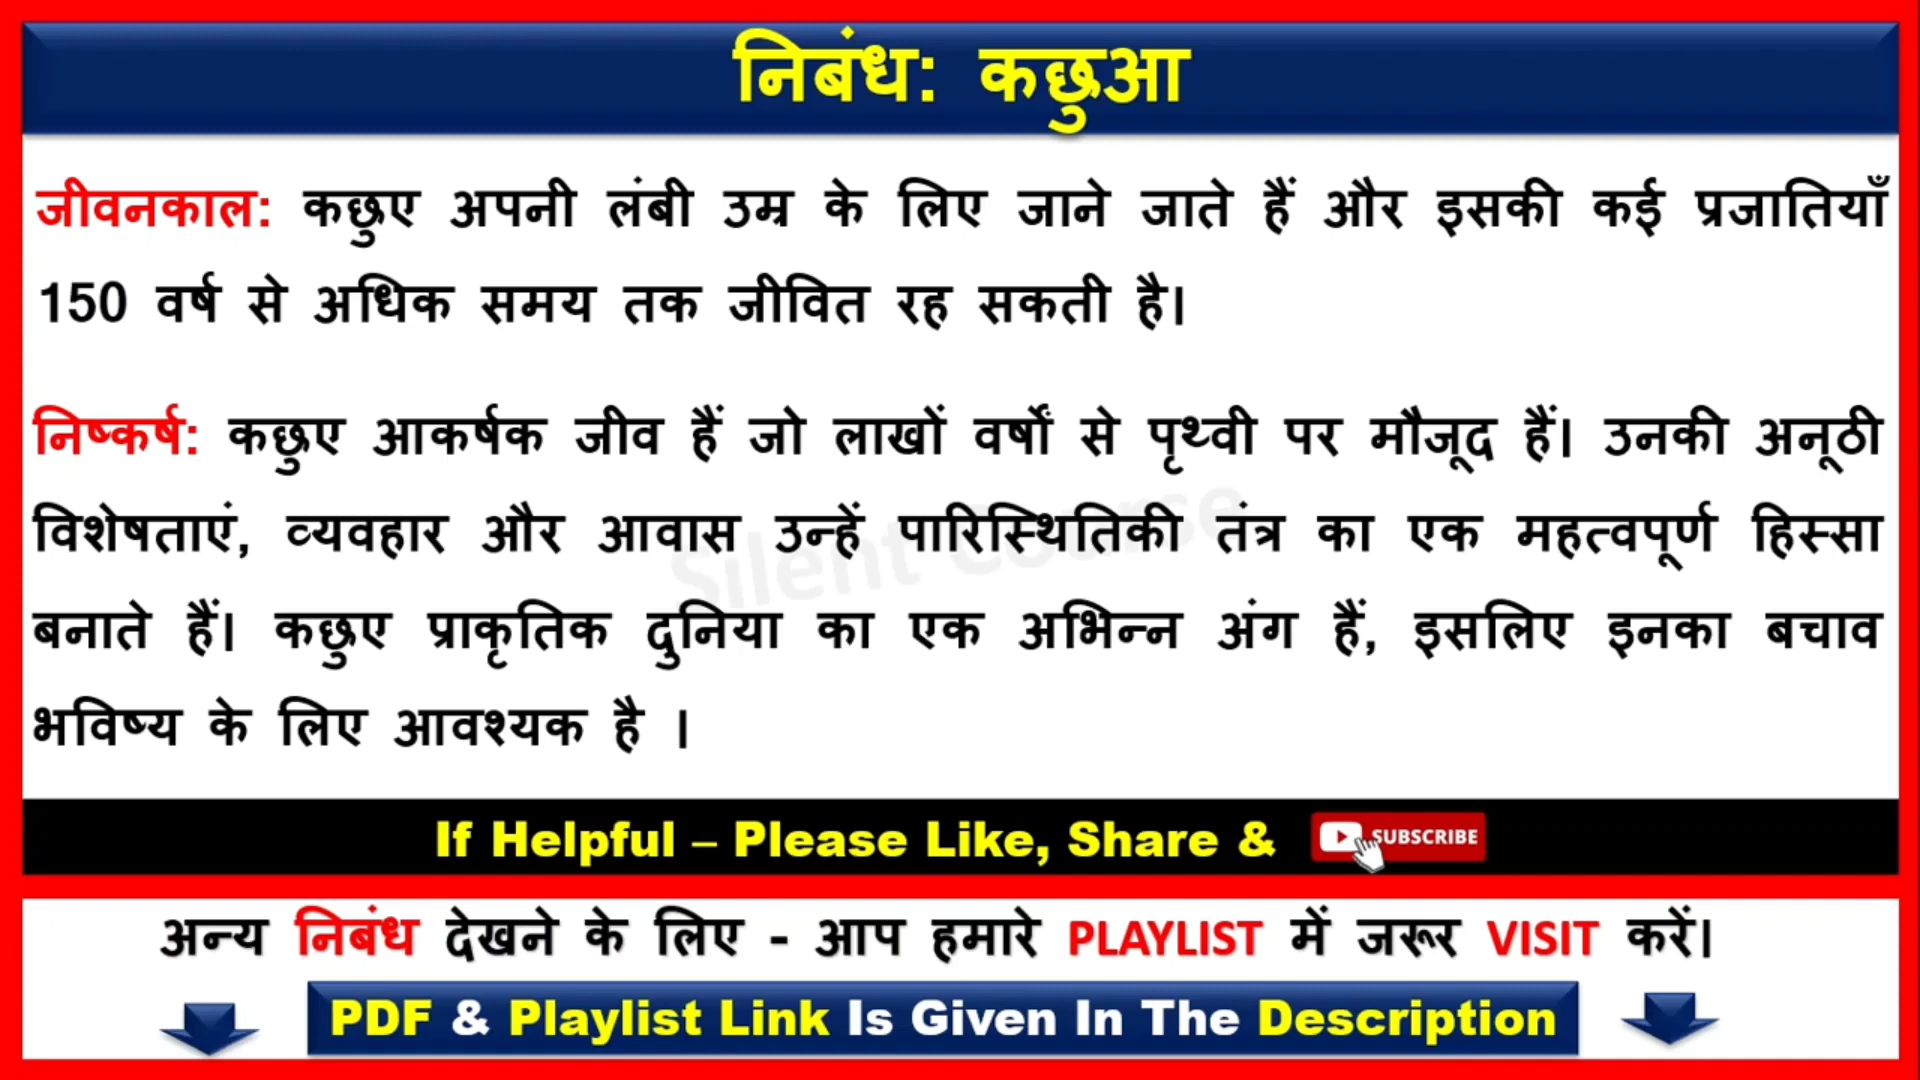 निबंध: कछुआ
जीवनकाल: कछुए अपनी लंबी उम्र के लिए जाने जाते हैं और इसकी कई प्रजातियाँ
150 वर्ष से अधिक समय तक जीवित रह सकती है।
निष्कर्ष: कछुए आकर्षक जीव हैं जो लाखों वर्षों से पृथ्वी पर मौजूद हैं। उनकी अनूठी
विशेषताएं, व्यवहार और आवास उन्हें पारिस्थितिकी तंत्र का एक महत्वपूर्ण हिस्सा
बनाते हैं। कछुए प्राकृतिक दुनिया का एक अभिन्न अंग हैं, इसलिए इनका बचाव
भविष्य के लिए आवश्यक है ।
Silent Course
If Helpful – Please Like, Share & SUBSCRIBE
अन्य निबंध देखने के लिए - आप हमारे PLAYLIST में जरूर VISIT करें।
PDF & Playlist Link Is Given In The Description